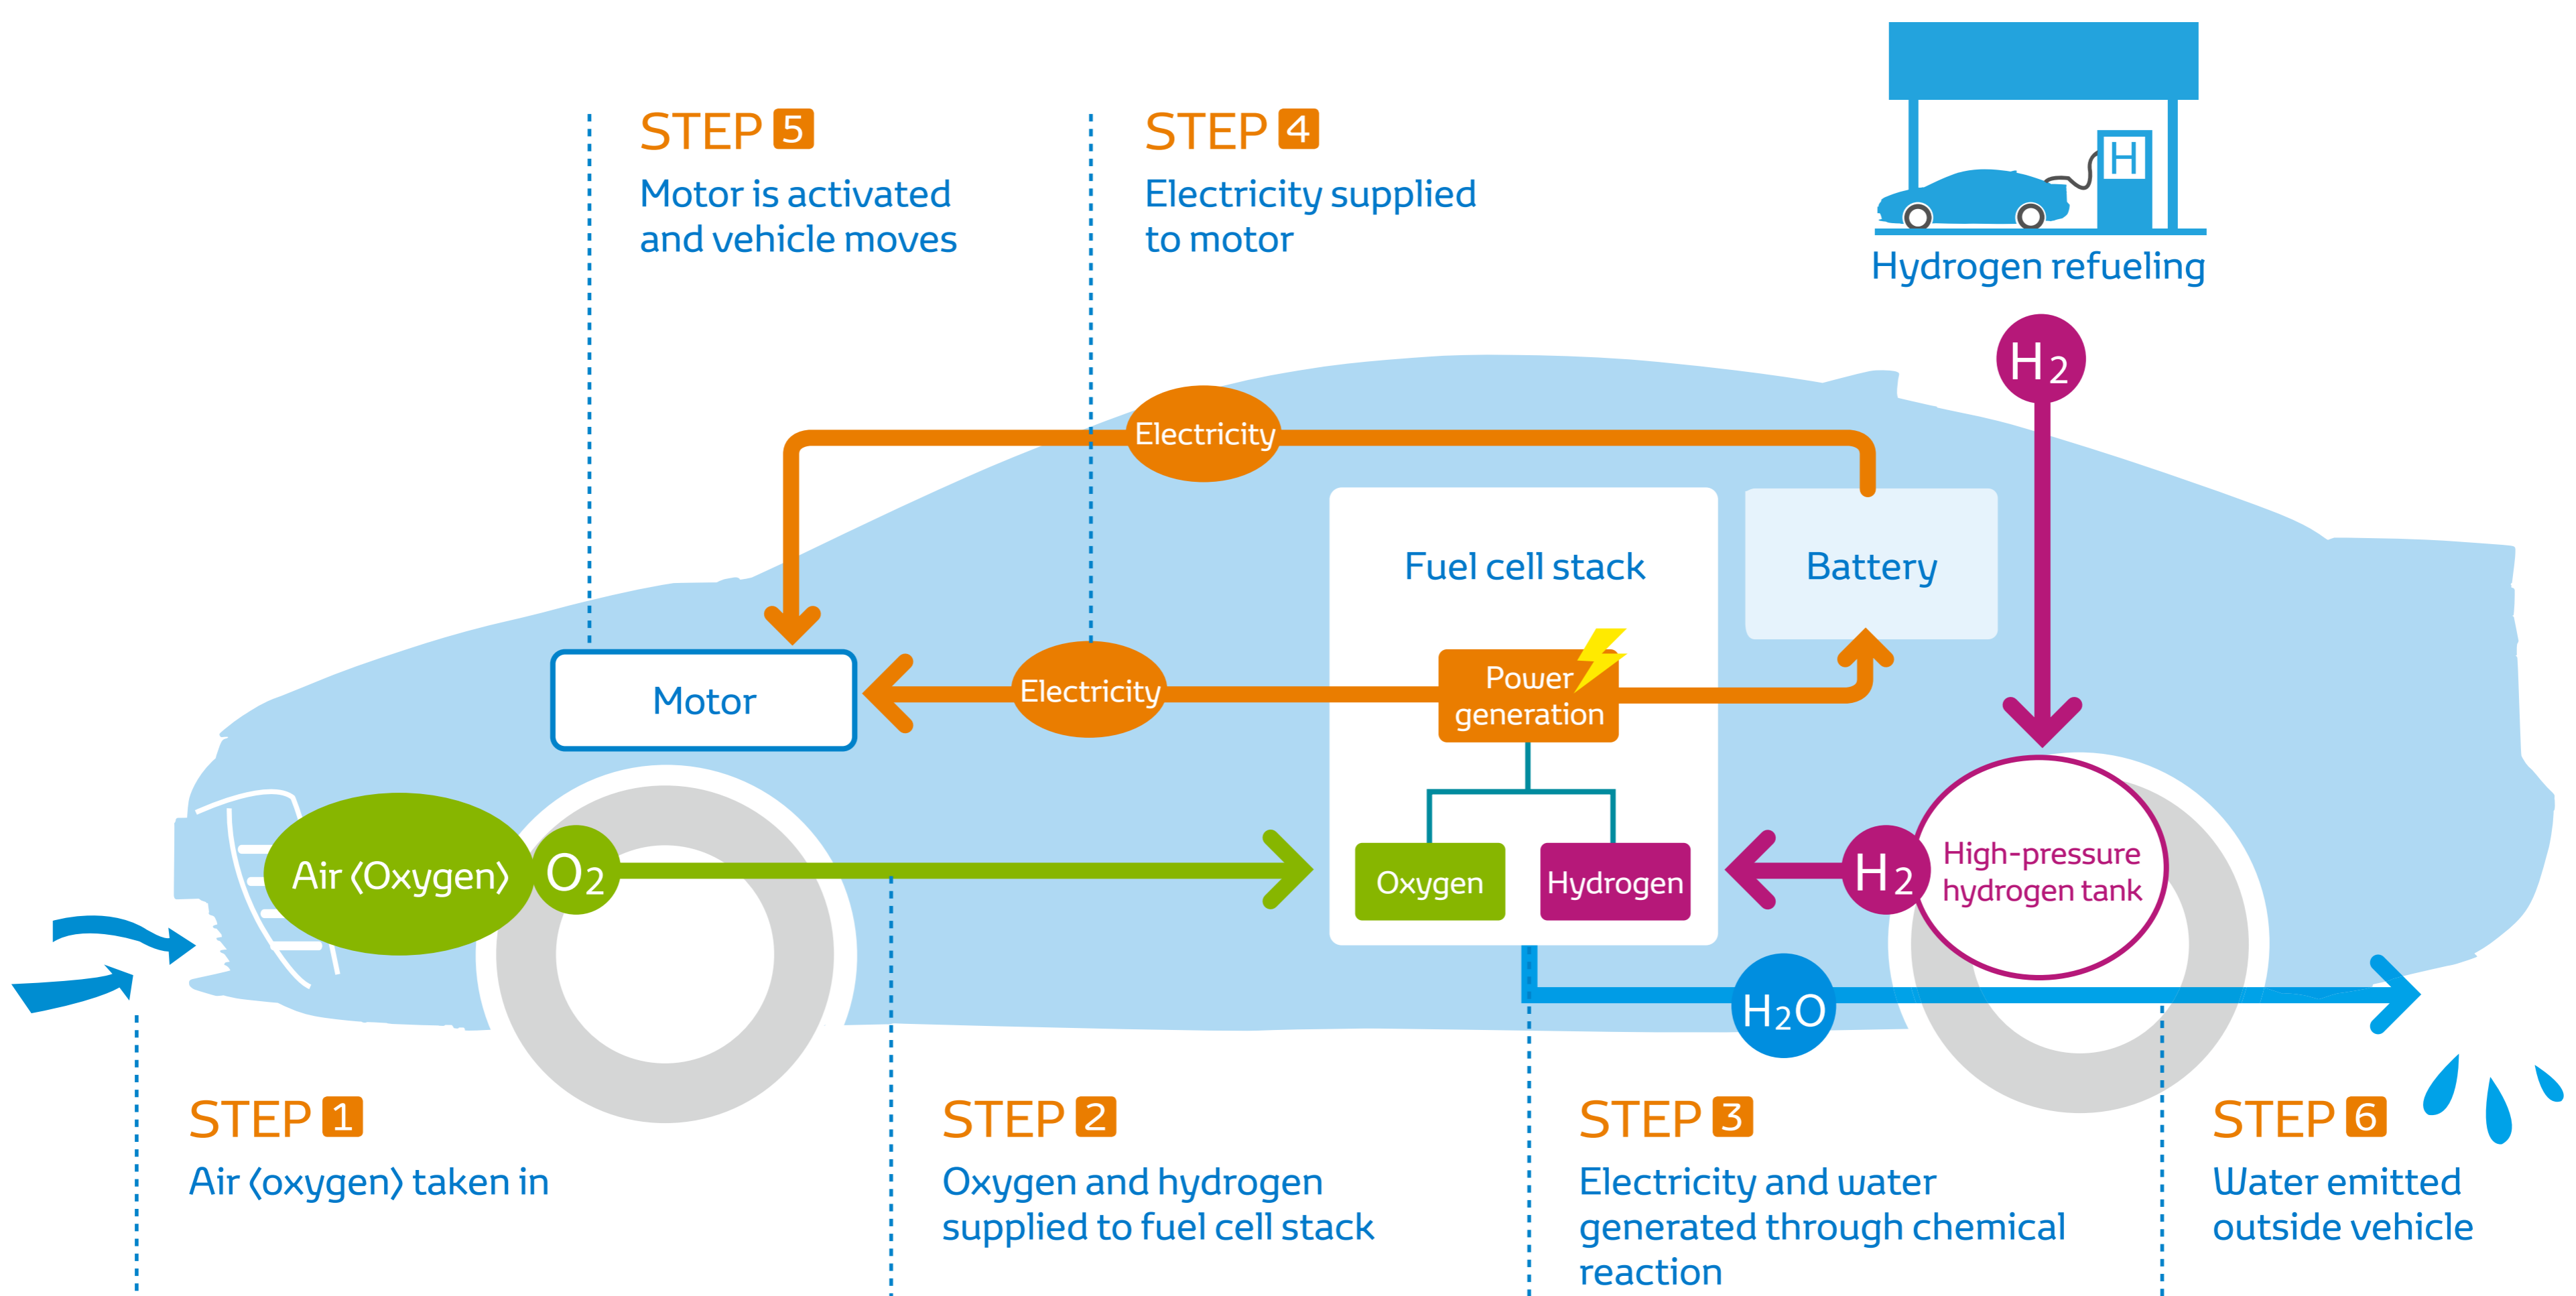 STEP 5
Motor is activated
and vehicle moves
STEP 4
Electricity supplied
to motor
H
Hydrogen refueling
H2
Electricity
Fuel cell stack
Battery
Motor
Electricity
Power
generation
Air〈Oxygen〉
O2
Oxygen
Hydrogen
H2
High-pressure
hydrogen tank
H2O
STEP 1
Air〈oxygen〉taken in
STEP 2
Oxygen and hydrogen
supplied to fuel cell stack
STEP 3
Electricity and water
generated through chemical
reaction
STEP 6
Water emitted
outside vehicle